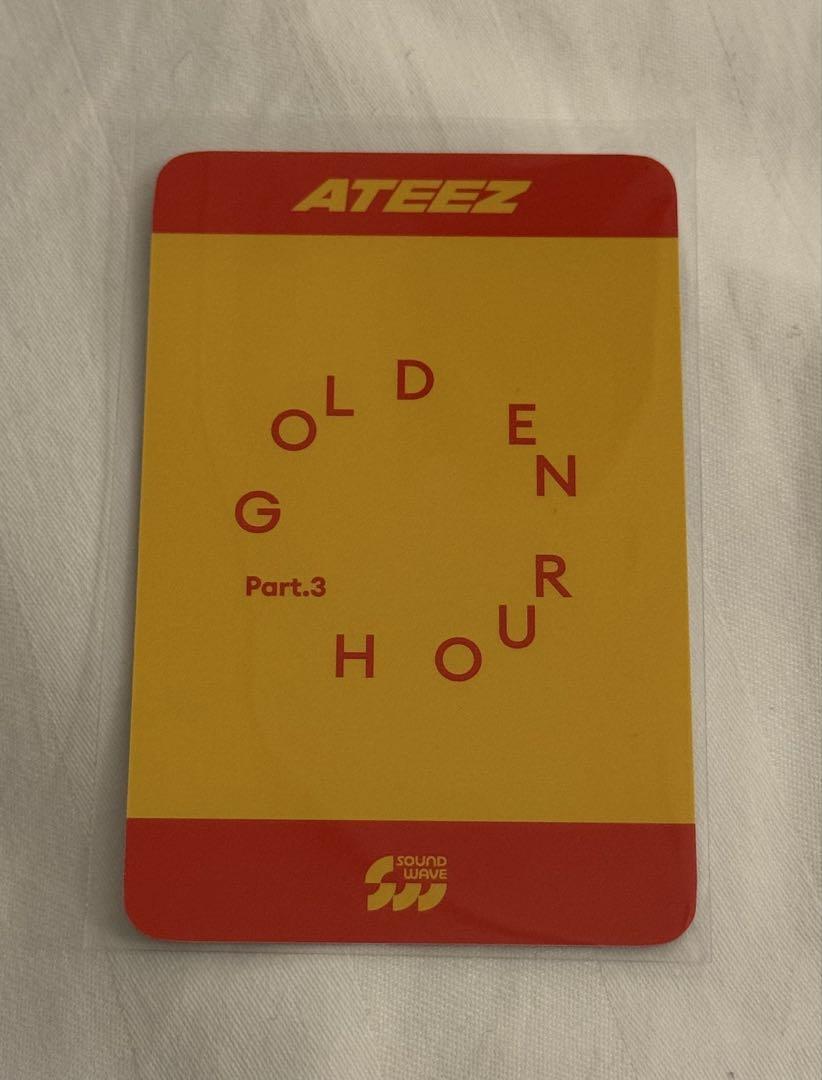 ATEEZ
GOLDEN
HOUR
Part.3
SOUND
WAVE